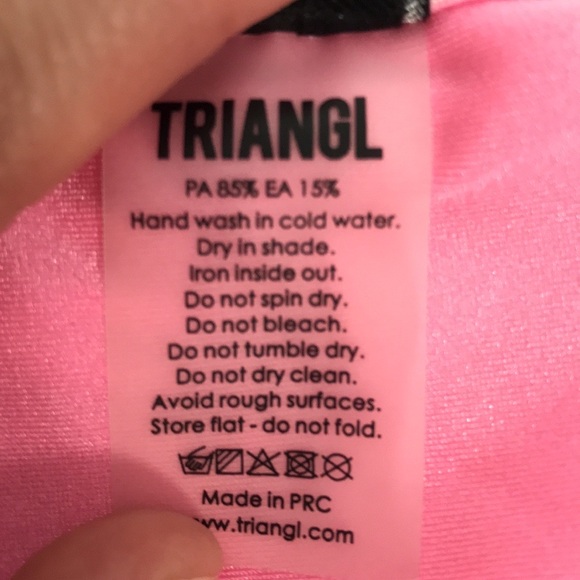 TRIANGL
PA 85% EA 15%
Hand wash in cold water.
Dry in shade.
Iron inside out.
Do not spin dry.
Do not bleach.
Do not tumble dry.
Do not dry clean.
Avoid rough surfaces.
Store flat - do not fold.
Made in PRC
w.triangl.com